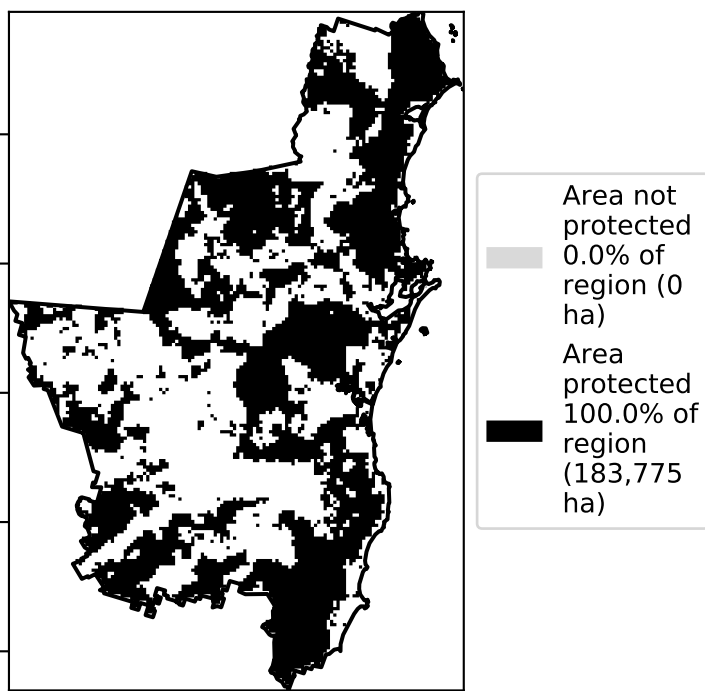 Area not
protected
0.0% of
region (0
ha)
Area
protected
100.0% of
region
(183,775
ha)